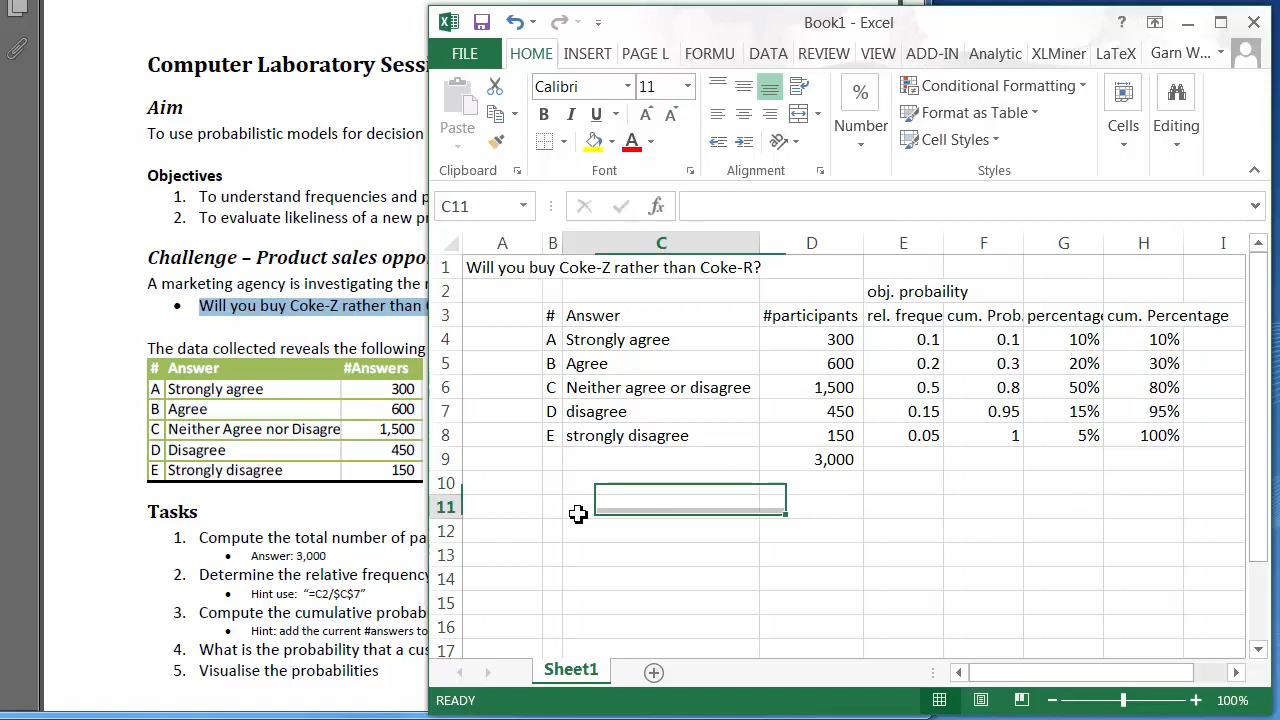 Computer Laboratory Sess
Aim
To use probabilistic models for decision
Objectives
1. To understand frequencies and p
2. To evaluate likeliness of a new pr
Challenge – Product sales oppo
A marketing agency is investigating the r
• Will you buy Coke-Z rather than C
The data collected reveals the following
# Answer #Answers
A Strongly agree 300
B Agree 600
C Neither Agree nor Disagre 1,500
D Disagree 450
E Strongly disagree 150
Tasks
1. Compute the total number of pa
• Answer: 3,000
2. Determine the relative frequency
• Hint use: “=C2/$C$7”
3. Compute the cumulative probab
• Hint: add the current #answers to
4. What is the probability that a cus
5. Visualise the probabilities
Book1 - Excel
FILE HOME INSERT PAGE L FORMU DATA REVIEW VIEW ADD-IN Analytic XLMiner LaTeX Gan W...
Calibri 11
Paste
B I U A A
Number
%
Conditional Formatting
Format as Table
Cell Styles
Cells
Editing
Clipboard Font Alignment Styles
C11 fx
A B C D E F G H I
1 Will you buy Coke-Z rather than Coke-R?
2 obj. probaility
3 # Answer #participants rel. freque cum. Prob percentage cum. Percentage
4 A Strongly agree 300 0.1 0.1 10% 10%
5 B Agree 600 0.2 0.3 20% 30%
6 C Neither agree or disagree 1,500 0.5 0.8 50% 80%
7 D disagree 450 0.15 0.95 15% 95%
8 E strongly disagree 150 0.05 1 5% 100%
9 3,000
10
11
12
13
14
15
16
17
Sheet1
READY 100%